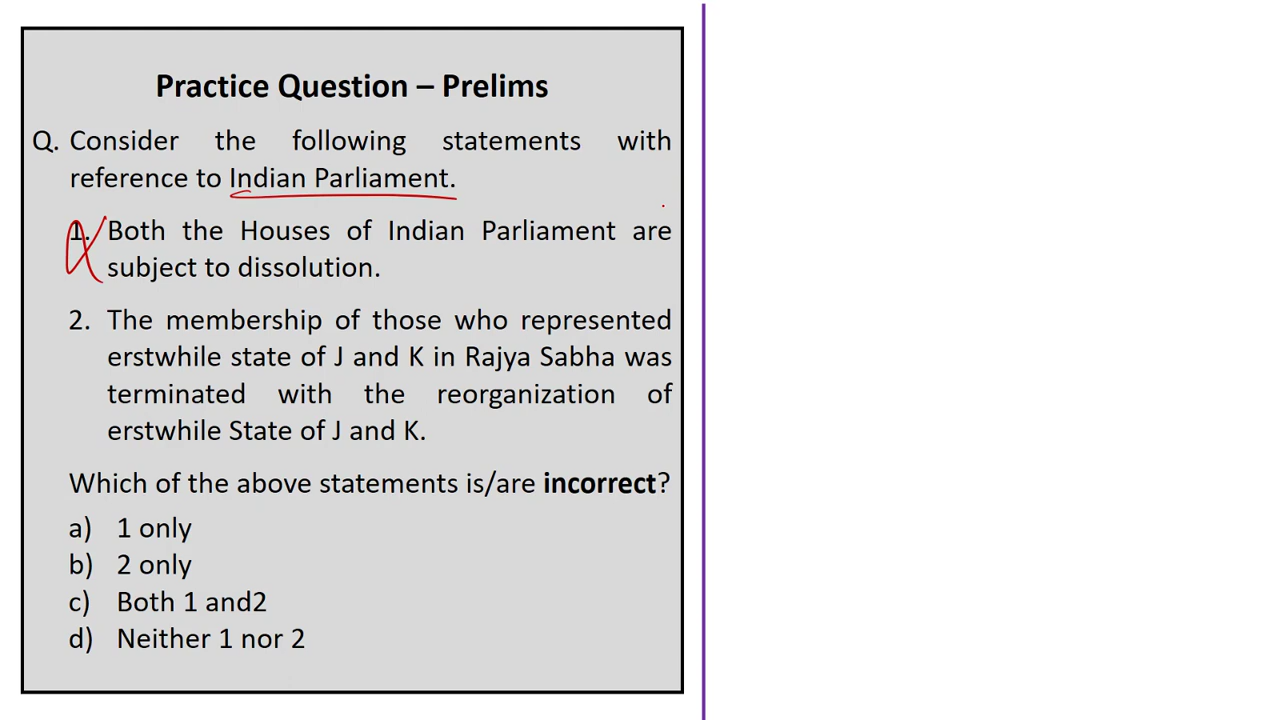 Practice Question – Prelims
Q. Consider the following statements with
reference to Indian Parliament.
1. Both the Houses of Indian Parliament are
subject to dissolution.
2. The membership of those who represented
erstwhile state of J and K in Rajya Sabha was
terminated with the reorganization of
erstwhile State of J and K.
Which of the above statements is/are incorrect?
a) 1 only
b) 2 only
c) Both 1 and2
d) Neither 1 nor 2